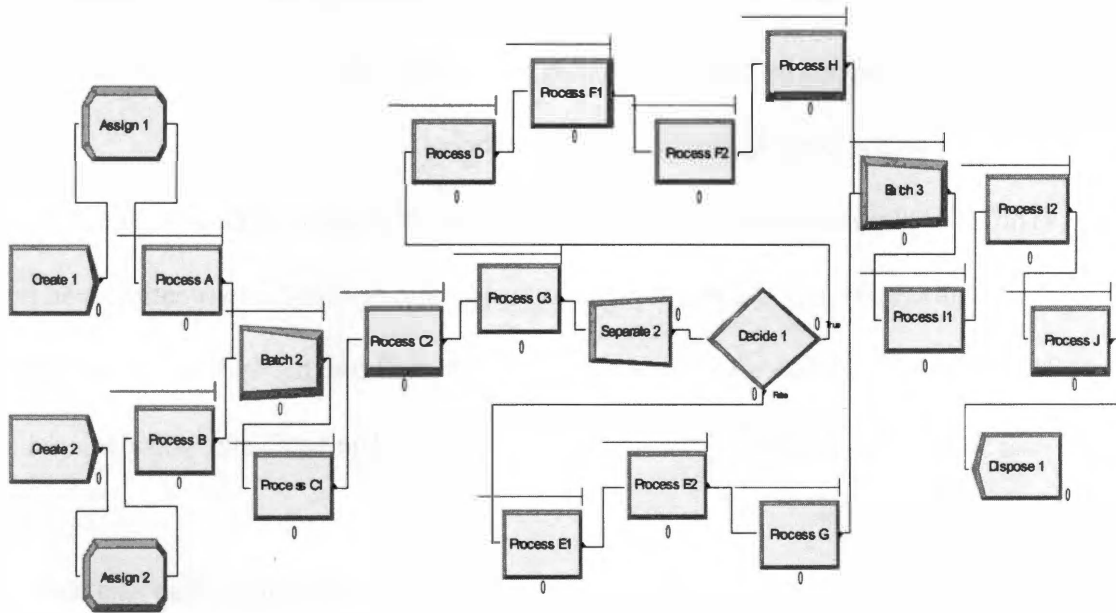 Process H
0
Process F1
0
Assign 1
Process D
0
Process F2
0
Batch 3
0
Process I2
0
Create 1
0
Process A
0
Process C3
0
Process I1
0
Process C2
0
Separate 2
0
Decide 1
0
True
0
False
Process J
0
Batch 2
0
Create 2
0
Process B
0
Process C1
0
Process E2
0
Dispose 1
0
Process E1
0
Process G
0
Assign 2